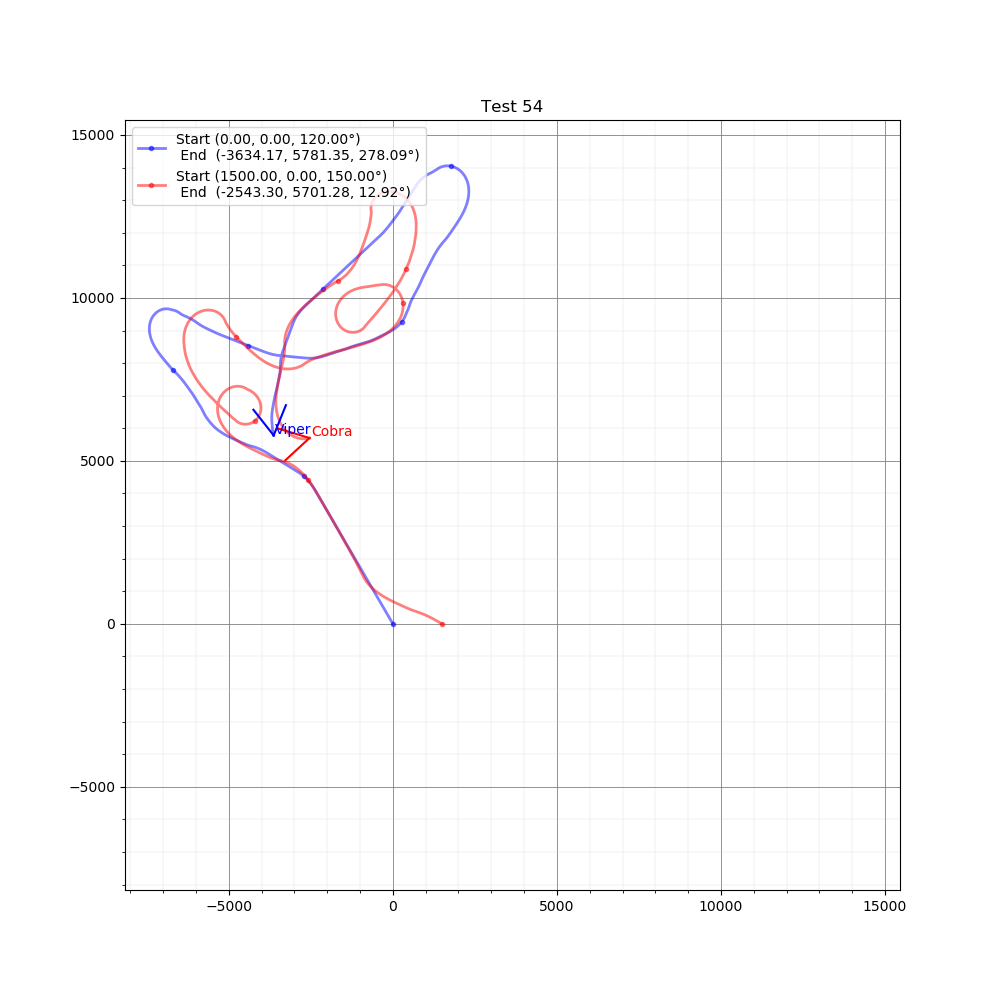 Test 54
Start (0.00, 0.00, 120.00°)
End  (-3634.17, 5781.35, 278.09°)
Start (1500.00, 0.00, 150.00°)
End  (-2543.30, 5701.28, 12.92°)
15000
10000
5000
0
−5000
Viper
Cobra
−5000
0
5000
10000
15000